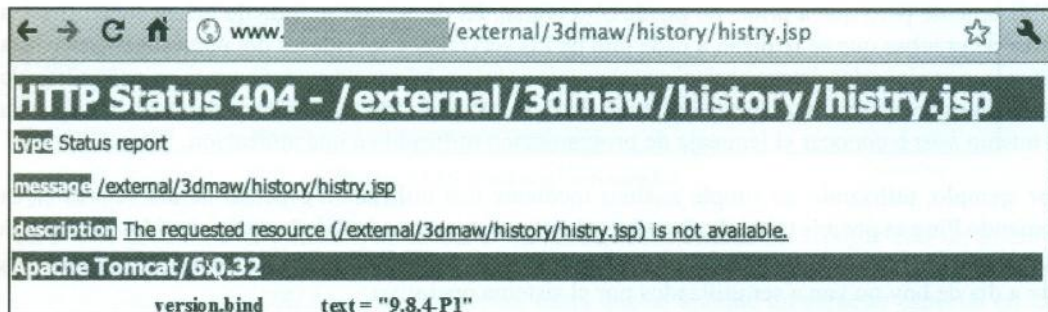 www. /external/3dmaw/history/histry.jsp
HTTP Status 404 - /external/3dmaw/history/histry.jsp
type Status report
message /external/3dmaw/history/histry.jsp
description The requested resource (/external/3dmaw/history/histry.jsp) is not available.
Apache Tomcat/6.0.32
version.bind text = "9.8.4-P1"